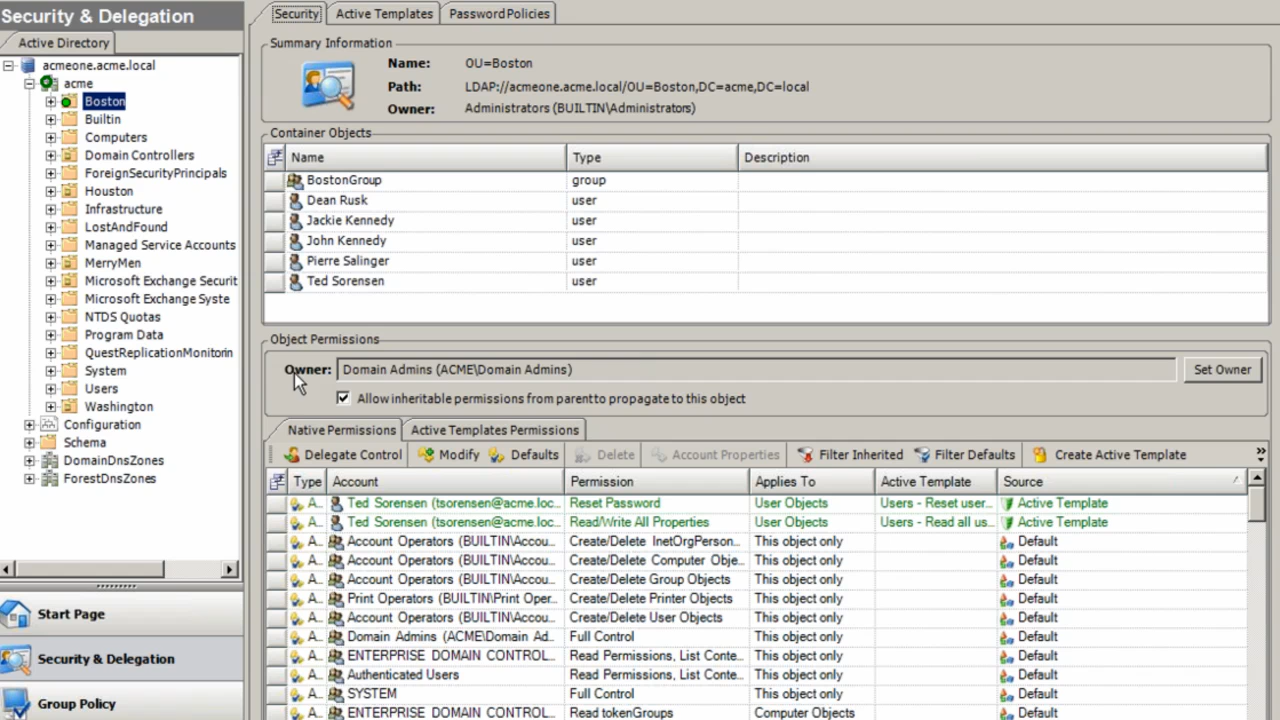 Security & Delegation
Active Directory
acmeone.acme.local
acme
Boston
Builtin
Computers
Domain Controllers
ForeignSecurityPrincipals
Houston
Infrastructure
LostAndFound
Managed Service Accounts
MerryMen
Microsoft Exchange Securit
Microsoft Exchange Syste
NTDS Quotas
Program Data
QuestReplicationMonitorin
System
Users
Washington
Configuration
Schema
DomainDnsZones
ForestDnsZones
Start Page
Security & Delegation
Group Policy
Security Active Templates Password Policies
Summary Information
Name: OU=Boston
Path: LDAP://acmeone.acme.local/OU=Boston,DC=acme,DC=local
Owner: Administrators (BUILTIN\Administrators)
Container Objects
Name Type Description
BostonGroup group
Dean Rusk user
Jackie Kennedy user
John Kennedy user
Pierre Salinger user
Ted Sorensen user
Object Permissions
Owner: Domain Admins (ACME\Domain Admins) Set Owner
Allow inheritable permissions from parent to propagate to this object
Native Permissions Active Templates Permissions
Delegate Control Modify Defaults Delete Account Properties Filter Inherited Filter Defaults Create Active Template »
Type Account Permission Applies To Active Template Source
A... Ted Sorensen (tsorensen@acme.loc... Reset Password User Objects Users - Reset user... Active Template
A... Ted Sorensen (tsorensen@acme.loc... Read/Write All Properties User Objects Users - Read all us... Active Template
A... Account Operators (BUILTIN\Accou... Create/Delete InetOrgPerson... This object only Default
A... Account Operators (BUILTIN\Accou... Create/Delete Computer Obje... This object only Default
A... Account Operators (BUILTIN\Accou... Create/Delete Group Objects This object only Default
A... Print Operators (BUILTIN\Print Oper... Create/Delete Printer Objects This object only Default
A... Account Operators (BUILTIN\Accou... Create/Delete User Objects This object only Default
A... Domain Admins (ACME\Domain Ad... Full Control This object only Default
A... ENTERPRISE DOMAIN CONTROL... Read Permissions, List Conte... This object only Default
A... Authenticated Users Read Permissions, List Conte... This object only Default
A... SYSTEM Full Control This object only Default
A... ENTERPRISE DOMAIN CONTROL... Read tokenGroups Computer Objects Default